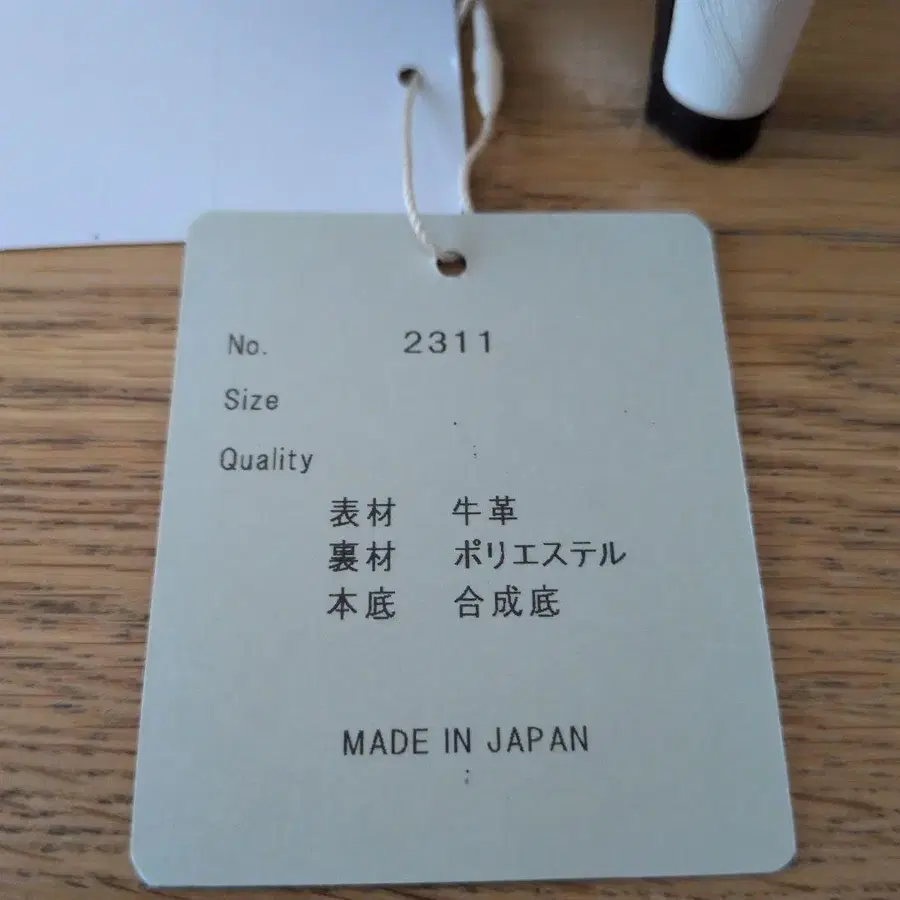 No. 2311
Size
Quality
表材 牛革
裏材 ポリエステル
本底 合成底
MADE IN JAPAN